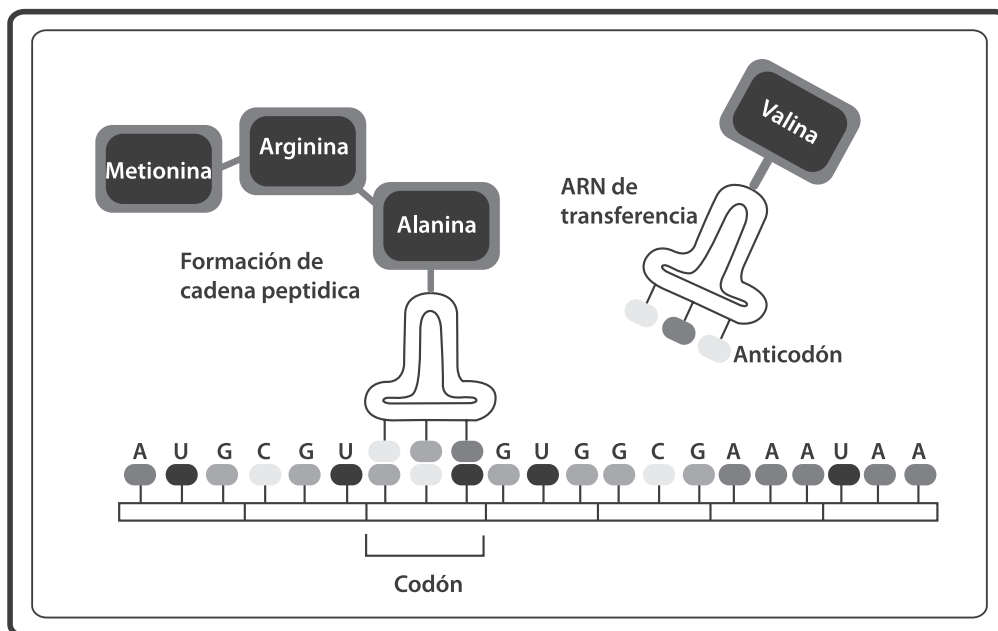 Metionina
Arginina
Alanina
Valina
ARN de
transferencia
Formación de
cadena peptidica
Anticodón
A U G C G U G U G G C G A A A U A A
Codón